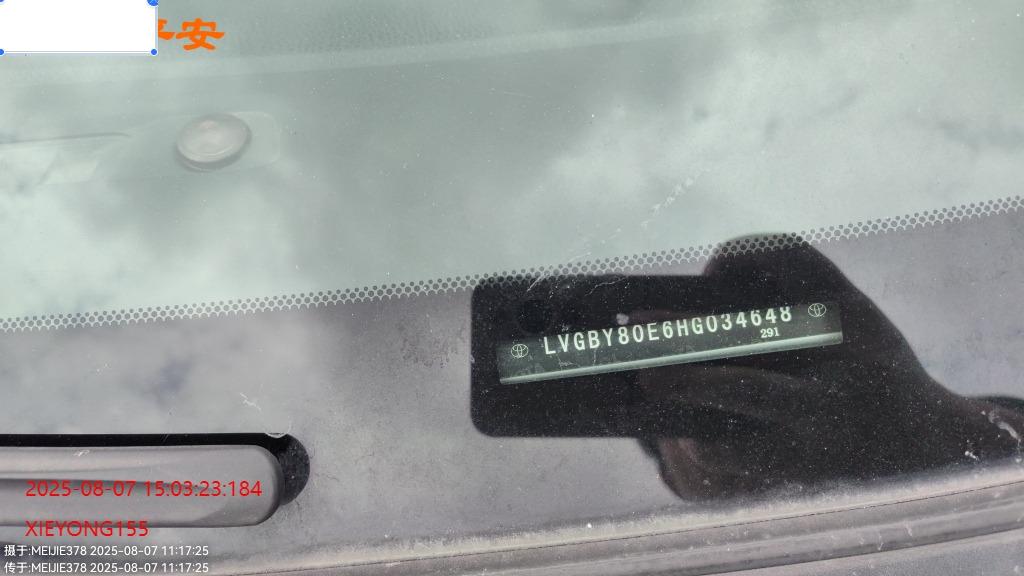 平安
LVGBY80E6HG034648
291
2025-08-07 15:03:23:184
XIEYONG155
摄于:MEIJIE378 2025-08-07 11:17:25
传于:MEIJIE378 2025-08-07 11:17:25